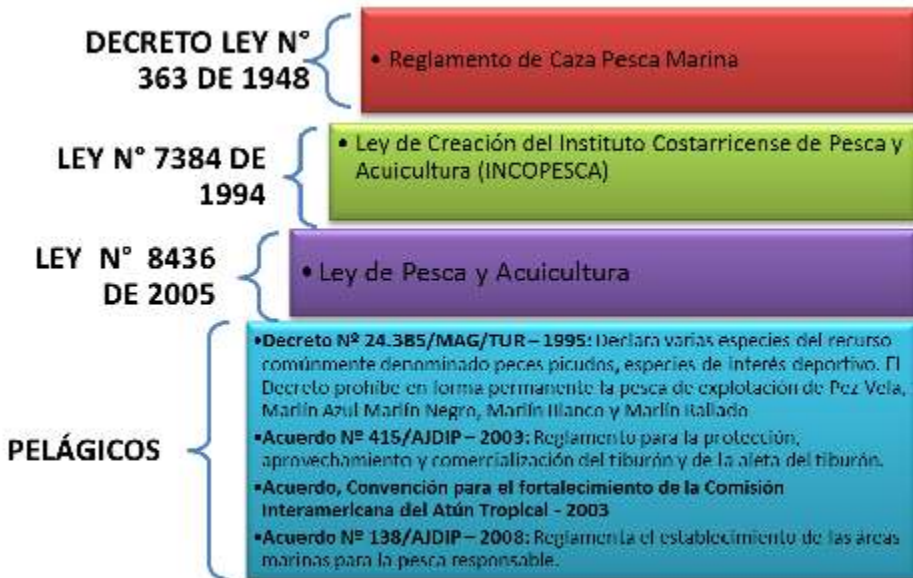 DECRETO LEY N°
363 DE 1948
• Reglamento de Caza Pesca Marina
LEY N° 7384 DE
1994
• Ley de Creación del Instituto Costarricense de Pesca y
Acuicultura (INCOPESCA)
LEY N° 8436
DE 2005
• Ley de Pesca y Acuicultura
PELÁGICOS
•Decreto Nº 24.385/MAG/TUR – 1995: Declara varias especies del recurso
comúnmente denominado peces picudos, especies de interés deportivo. El
Decreto prohíbe en forma permanente la pesca de explotación de Pez Vela,
Marlín Azul Marlín Negro, Marlín Blanco y Marlín Rallado
•Acuerdo Nº 415/AJDIP – 2003: Reglamento para la protección,
aprovechamiento y comercialización del tiburón y de la aleta del tiburón.
•Acuerdo, Convención para el fortalecimiento de la Comisión
Interamericana del Atún Tropical - 2003
•Acuerdo Nº 138/AJDIP – 2008: Reglamenta el establecimiento de las áreas
marinas para la pesca responsable.